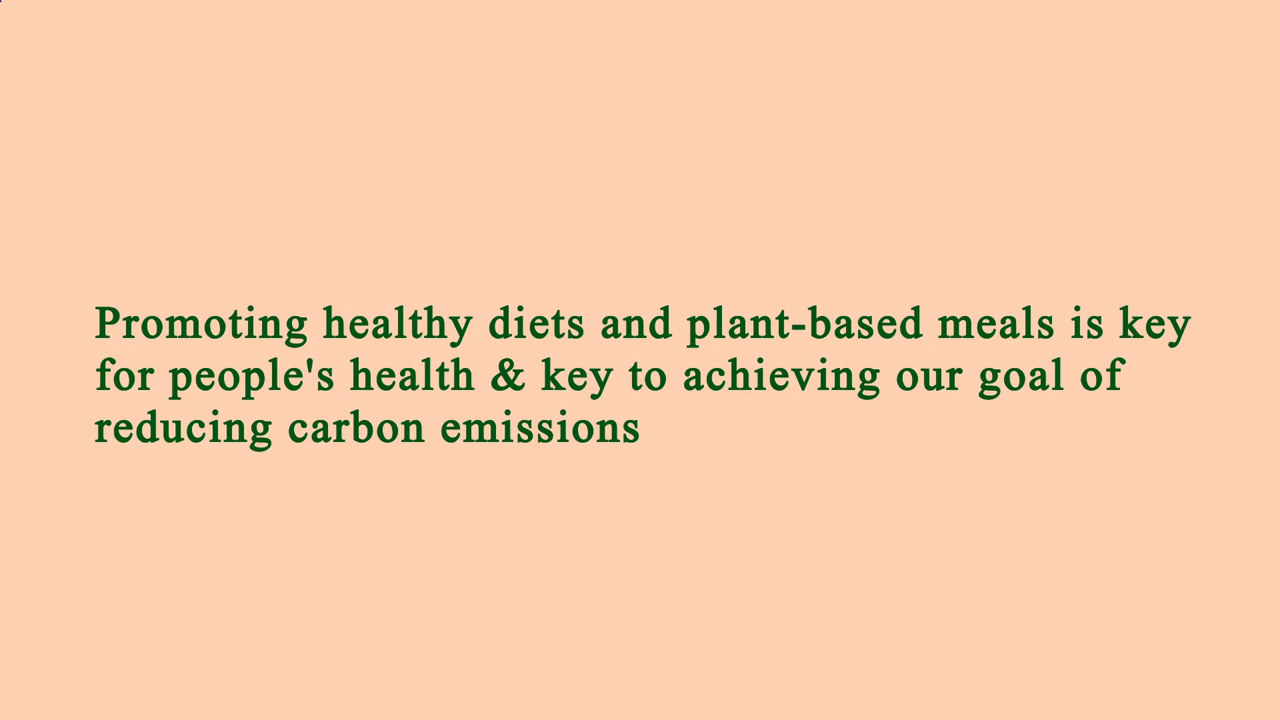 Promoting healthy diets and plant-based meals is key
for people's health & key to achieving our goal of
reducing carbon emissions